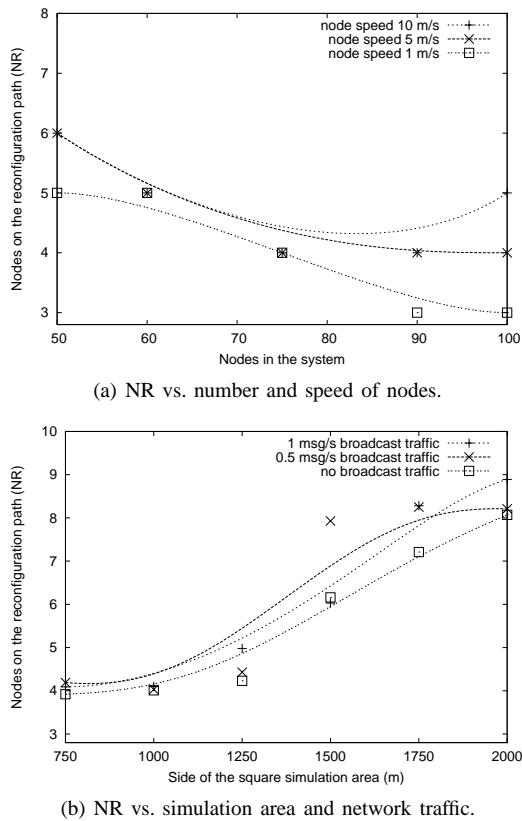 8
7
6
5
4
3
50
60
70
80
90
100
Nodes on the reconfiguration path (NR)
Nodes in the system
node speed 10 m/s
node speed 5 m/s
node speed 1 m/s
(a) NR vs. number and speed of nodes.
10
9
8
7
6
5
4
3
750
1000
1250
1500
1750
2000
Nodes on the reconfiguration path (NR)
Side of the square simulation area (m)
1 msg/s broadcast traffic
0.5 msg/s broadcast traffic
no broadcast traffic
(b) NR vs. simulation area and network traffic.